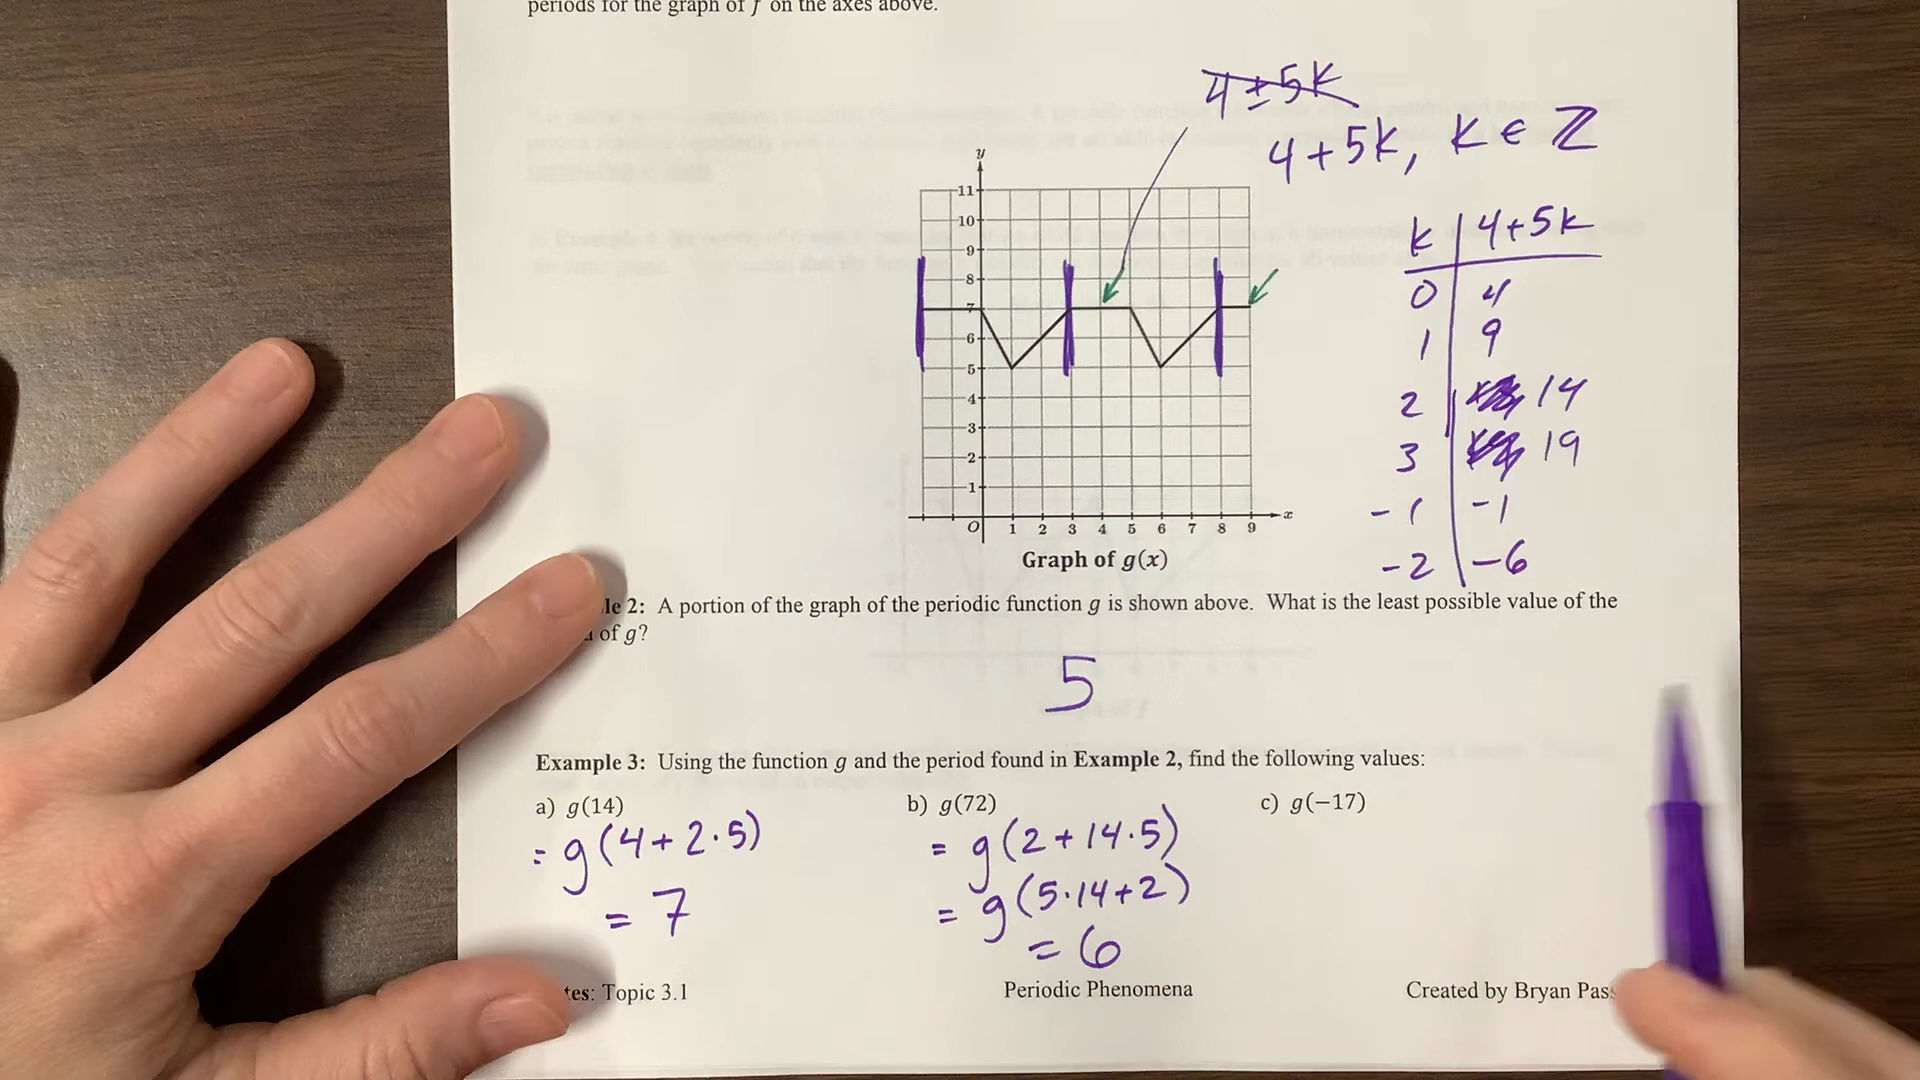 periods for the graph of f on the axes above.
4 ± 5k
4 + 5k, k ∈ ℤ
y
11
10
9
8
7
6
5
4
3
2
1
O 1 2 3 4 5 6 7 8 9 x
Graph of g(x)
k 4+5k
0 4
1 9
2 14
3 19
-1 -1
-2 -6
le 2: A portion of the graph of the periodic function g is shown above. What is the least possible value of the
of g?
5
Example 3: Using the function g and the period found in Example 2, find the following values:
a) g(14) b) g(72) c) g(−17)
= g(4+2·5) = g(2+14·5)
= 7 = g(5·14+2)
= 6
tes: Topic 3.1 Periodic Phenomena Created by Bryan Pass